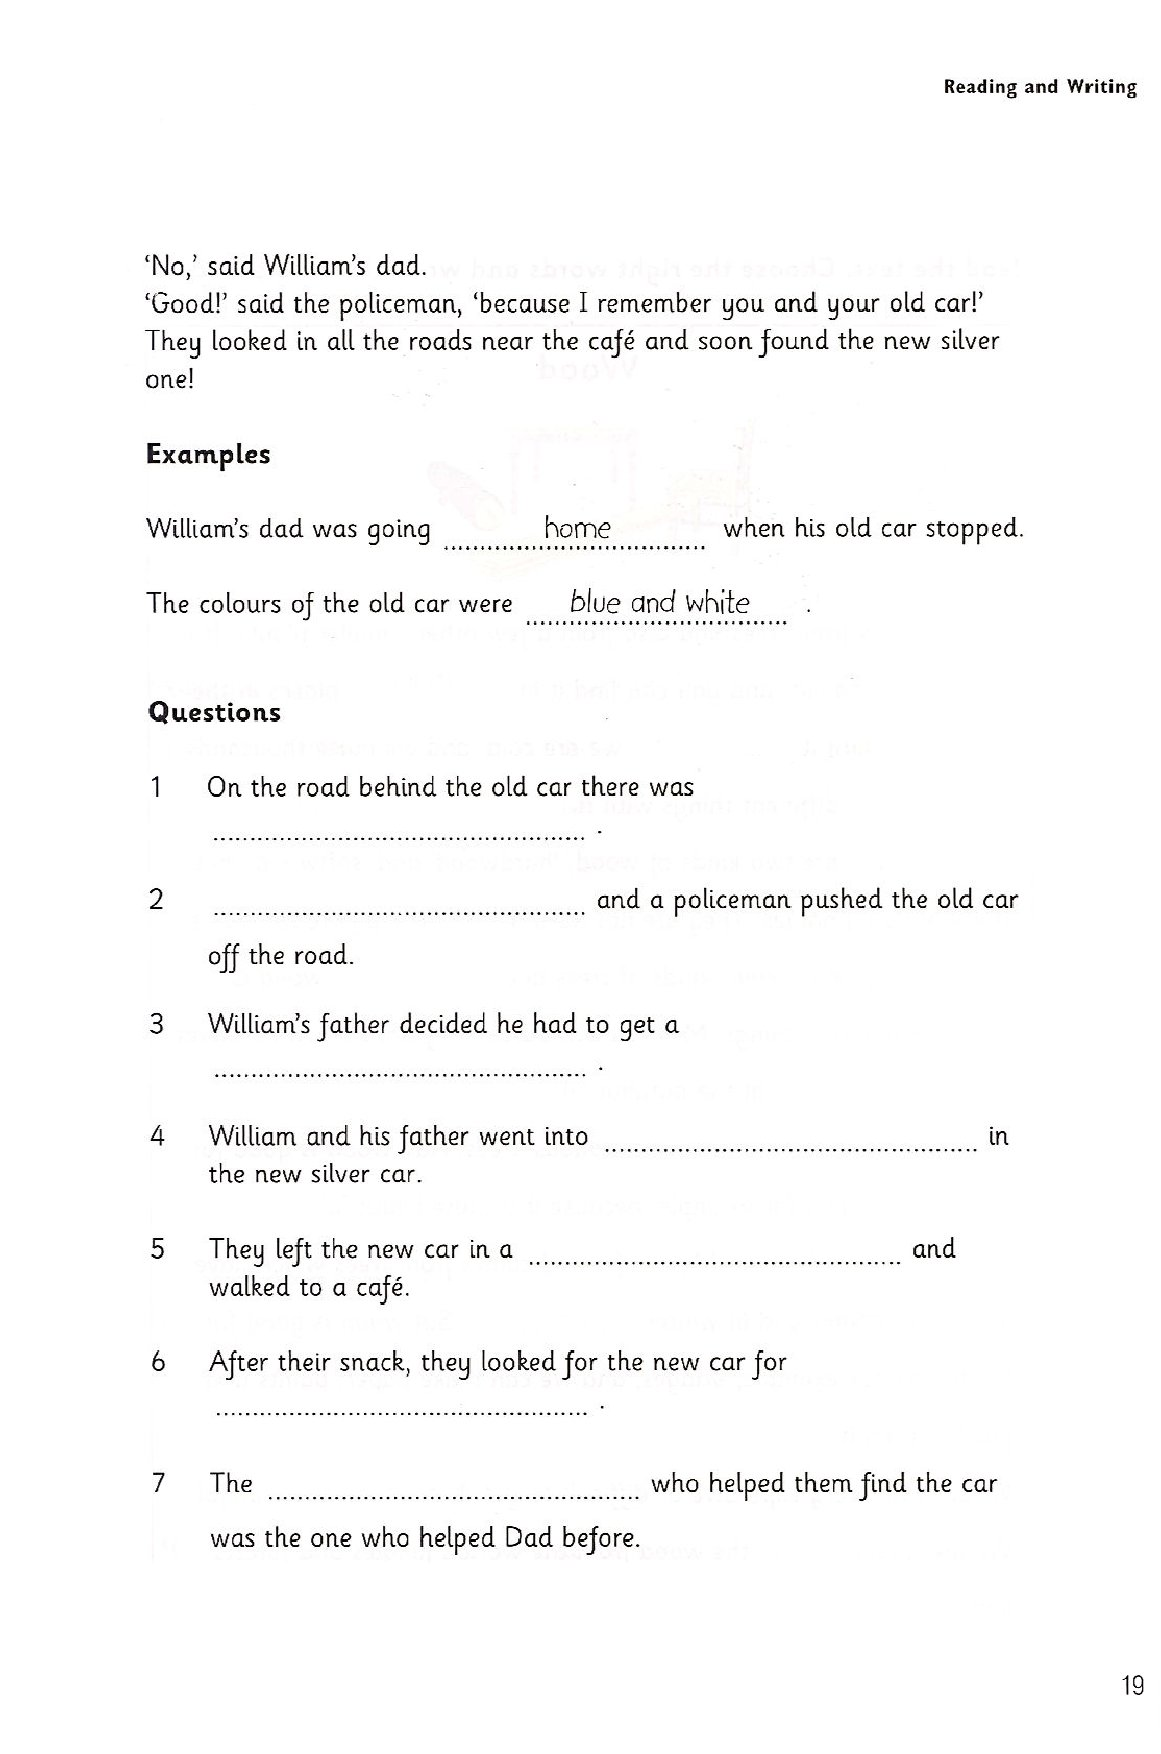 Reading and Writing
‘No,’ said William’s dad.
‘Good!’ said the policeman, ‘because I remember you and your old car!’
They looked in all the roads near the café and soon found the new silver
one!
Examples
William’s dad was going home when his old car stopped.
The colours of the old car were blue and white .
Questions
1 On the road behind the old car there was
.............................................. .
2 .............................................. and a policeman pushed the old car
off the road.
3 William’s father decided he had to get a
.............................................. .
4 William and his father went into .............................................. in
the new silver car.
5 They left the new car in a .............................................. and
walked to a café.
6 After their snack, they looked for the new car for
.............................................. .
7 The .............................................. who helped them find the car
was the one who helped Dad before.
19